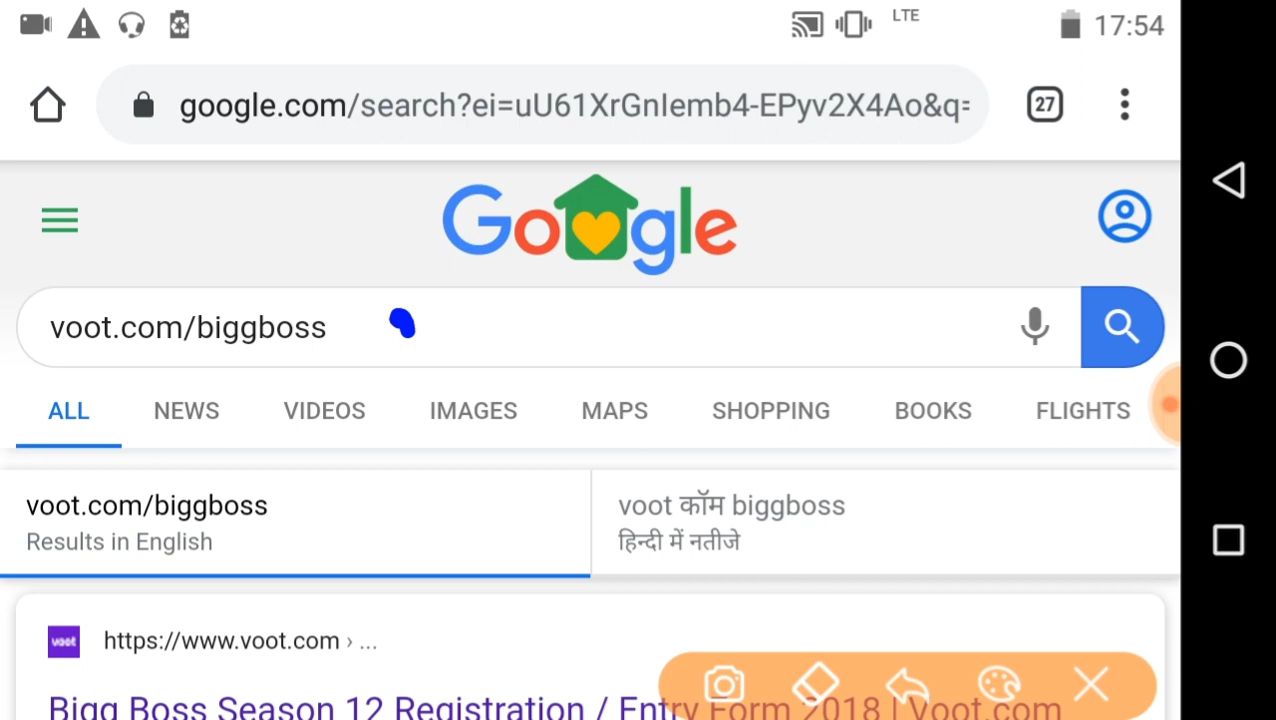 LTE 17:54
google.com/search?ei=uU61XrGnIemb4-EPyv2X4Ao&q=
27
Google
voot.com/biggboss
ALL NEWS VIDEOS IMAGES MAPS SHOPPING BOOKS FLIGHTS
voot.com/biggboss voot कॉम biggboss
Results in English हिन्दी में नतीजे
voot https://www.voot.com › ...
Bigg Boss Season 12 Registration / Entry Form 2018 | Voot.com